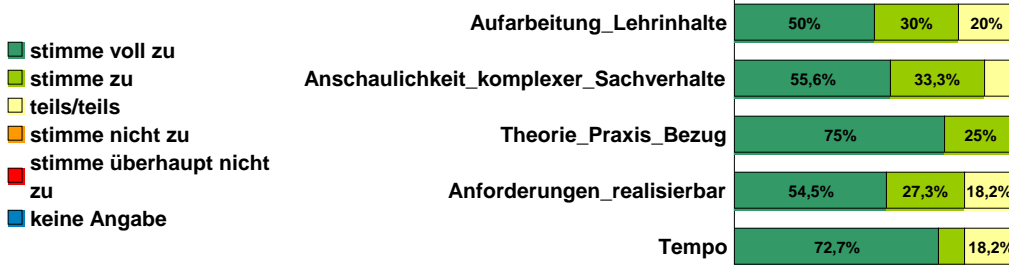 stimme voll zu
stimme zu
teils/teils
stimme nicht zu
stimme überhaupt nicht
zu
keine Angabe
Aufarbeitung_Lehrinhalte 50% 30% 20%
Anschaulichkeit_komplexer_Sachverhalte 55,6% 33,3%
Theorie_Praxis_Bezug 75% 25%
Anforderungen_realisierbar 54,5% 27,3% 18,2%
Tempo 72,7% 18,2%